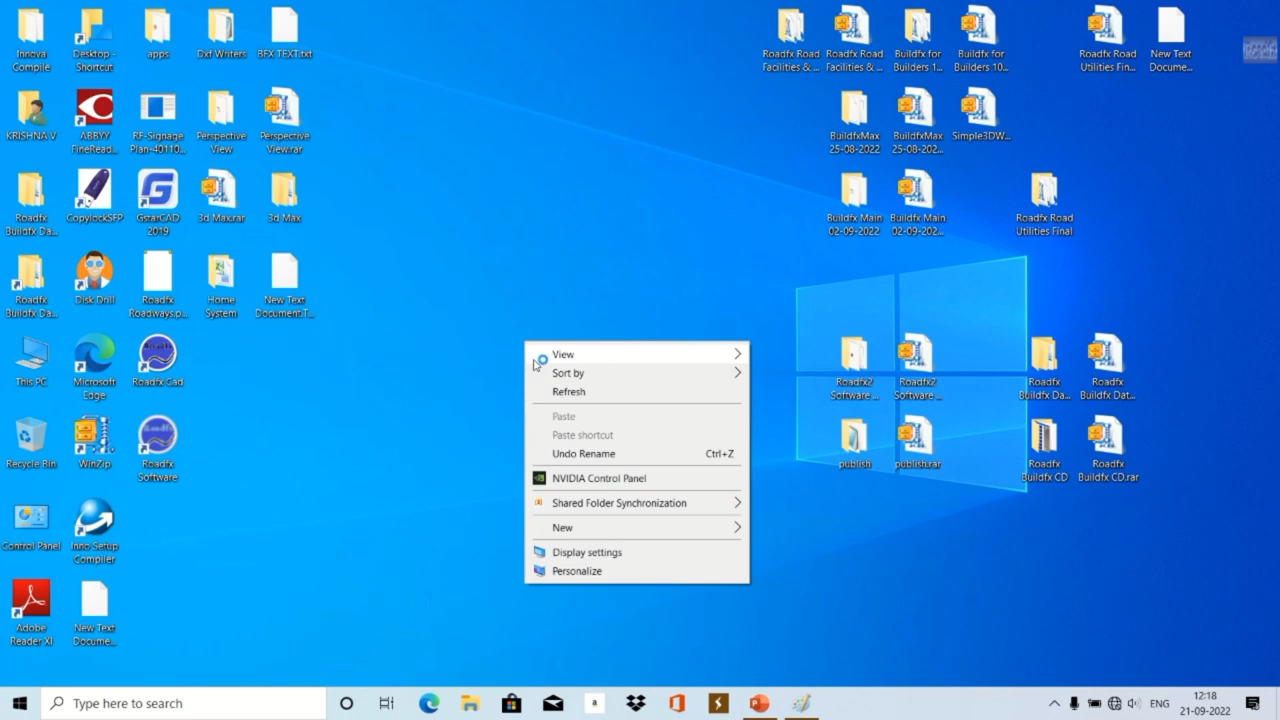 Innova
Compile
Desktop -
Shortcut
apps
Dxf Writers
BFX TEXT.txt
Roadfx Road
Facilities & ...
Roadfx Road
Facilities & ...
Buildfx for
Builders 1...
Buildfx for
Builders 10...
Roadfx Road
Utilities Fin...
New Text
Docume...
KRISHNA V
ABBYY
FineRead...
RF-Signage
Plan-40110...
Perspective
View
Perspective
View.rar
BuildfxMax
25-08-2022
BuildfxMax
25-08-202...
Simple3DW...
Roadfx
Buildfx Da...
CopylockSFP
GstarCAD
2019
3d Max.rar
3d Max
Buildfx Main
02-09-2022
Buildfx Main
02-09-202...
Roadfx Road
Utilities Final
Roadfx
Buildfx Da...
Disk Drill
Roadfx
Roadways.p...
Home
System
New Text
Document.T...
This PC
Microsoft
Edge
Roadfx Cad
View
Sort by
Refresh
Paste
Paste shortcut
Undo Rename Ctrl+Z
NVIDIA Control Panel
Shared Folder Synchronization
New
Display settings
Personalize
Roadfx2
Software ...
Roadfx2
Software ...
Roadfx
Buildfx Da...
Roadfx
Buildfx Dat...
Recycle Bin
WinZip
Roadfx
Software
publish
publish.rar
Roadfx
Buildfx CD
Roadfx
Buildfx CD.rar
Control Panel
Inno Setup
Compiler
Adobe
Reader XI
New Text
Docume...
Type here to search
ENG
12:18
21-09-2022